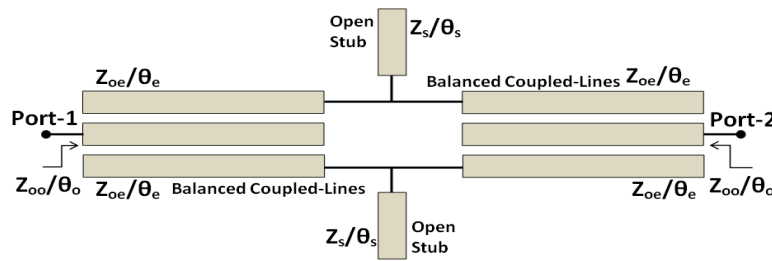 Open
Stub
Zs/θs
Zoe/θe
Balanced Coupled-Lines
Zoe/θe
Port-1
Port-2
Zoo/θo
Zoe/θe
Balanced Coupled-Lines
Zoe/θe
Zoo/θo
Zs/θs
Open
Stub